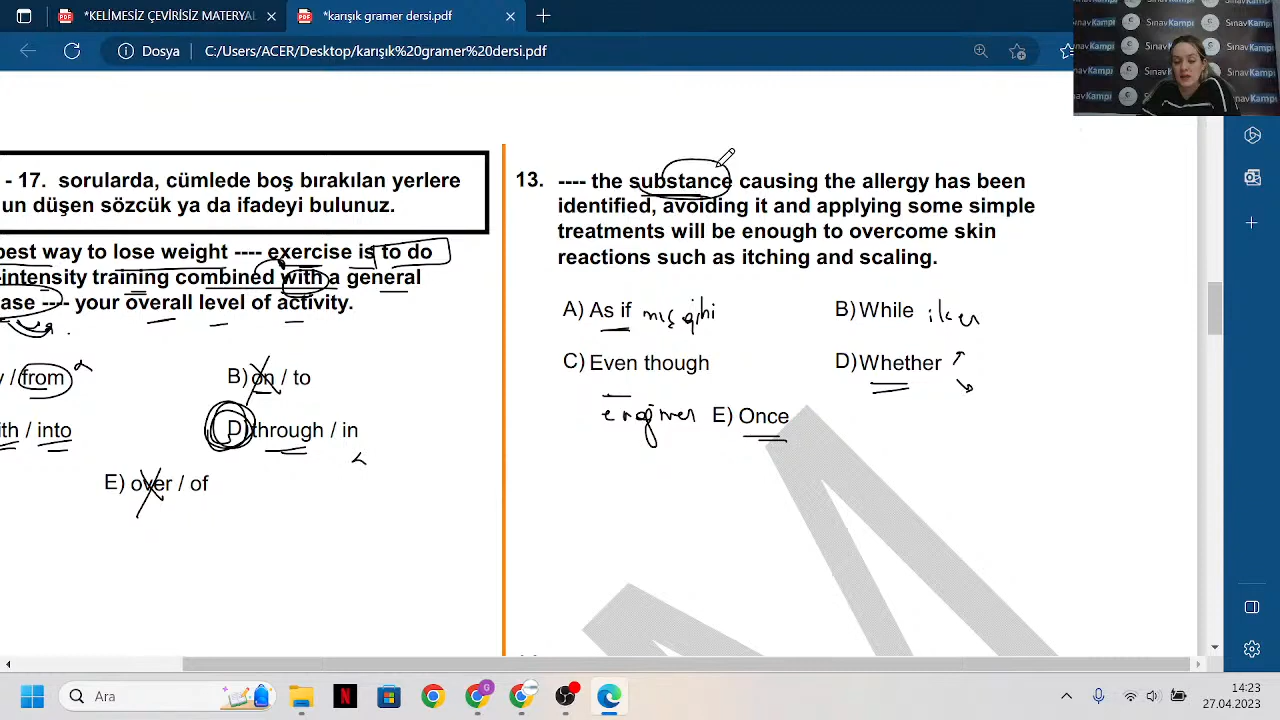 *KELİMESİZ ÇEVİRİSİZ MATERYAL
*karışık gramer dersi.pdf
Dosya
C:/Users/ACER/Desktop/karışık%20gramer%20dersi.pdf
SınavKampı
- 17. sorularda, cümlede boş bırakılan yerlere
un düşen sözcük ya da ifadeyi bulunuz.
best way to lose weight ---- exercise is to do
-intensity training combined with a general
ase ---- your overall level of activity.
/ from
B) on / to
ith / into
D) through / in
E) over / of
13. ---- the substance causing the allergy has been
identified, avoiding it and applying some simple
treatments will be enough to overcome skin
reactions such as itching and scaling.
A) As if mış gibi
B) While iken
C) Even though
D) Whether
E) Once
Ara
14:23
27.04.2023